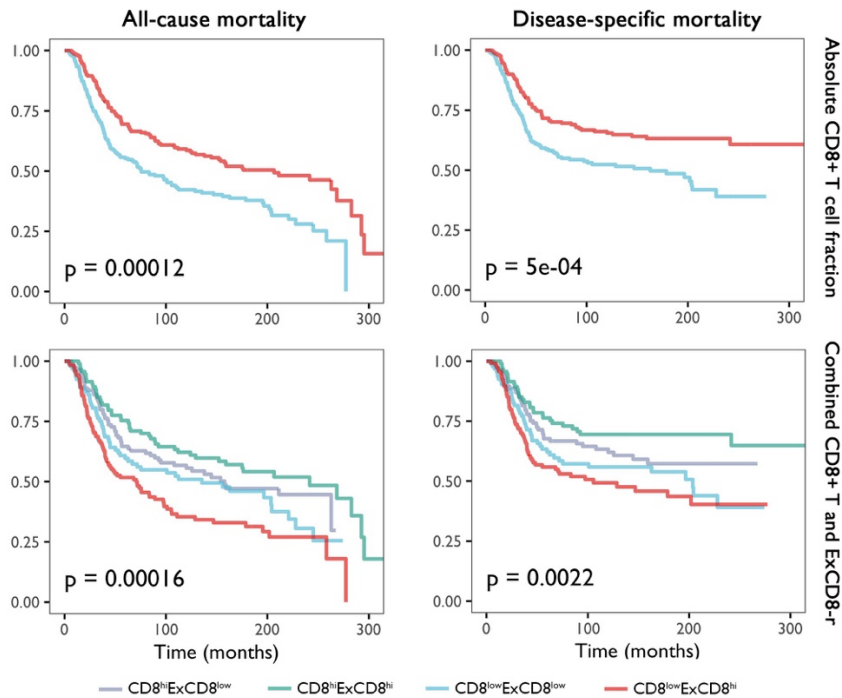 All-cause mortality
Disease-specific mortality
1.00
0.75
0.50
0.25
0.00
p = 0.00012
0 100 200 300
1.00
0.75
0.50
0.25
0.00
p = 5e-04
0 100 200 300
Absolute CD8+ T cell fraction
1.00
0.75
0.50
0.25
0.00
p = 0.00016
0 100 200 300
Time (months)
1.00
0.75
0.50
0.25
0.00
p = 0.0022
0 100 200 300
Time (months)
Combined CD8+ T and ExCD8-r
CD8ʰⁱExCD8ˡᵒʷ CD8ʰⁱExCD8ʰⁱ CD8ˡᵒʷExCD8ˡᵒʷ CD8ˡᵒʷExCD8ʰⁱ